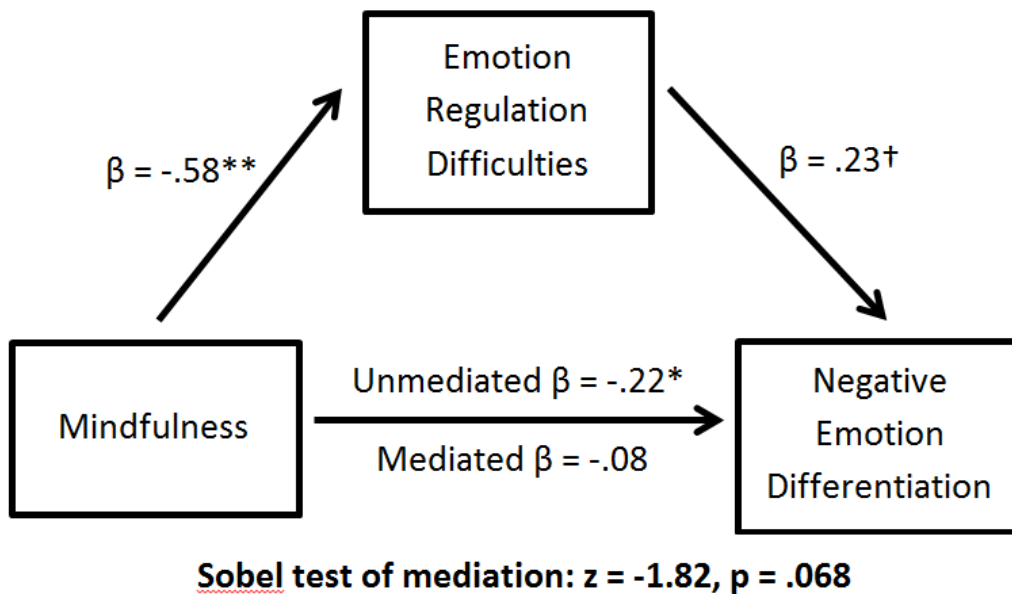 Emotion
Regulation
Difficulties
β = -.58**
β = .23†
Mindfulness
Unmediated β = -.22*
Mediated β = -.08
Negative
Emotion
Differentiation
Sobel test of mediation: z = -1.82, p = .068